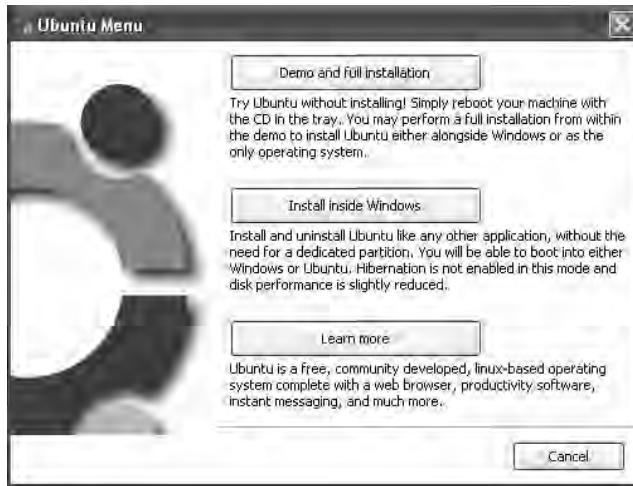 Ubuntu Menu
Demo and full installation
Try Ubuntu without installing! Simply reboot your machine with
the CD in the tray. You may perform a full installation from within
the demo to install Ubuntu either alongside Windows or as the
only operating system.
Install inside Windows
Install and uninstall Ubuntu like any other application, without the
need for a dedicated partition. You will be able to boot into either
Windows or Ubuntu. Hibernation is not enabled in this mode and
disk performance is slightly reduced.
Learn more
Ubuntu is a free, community developed, linux-based operating
system complete with a web browser, productivity software,
instant messaging, and much more.
Cancel